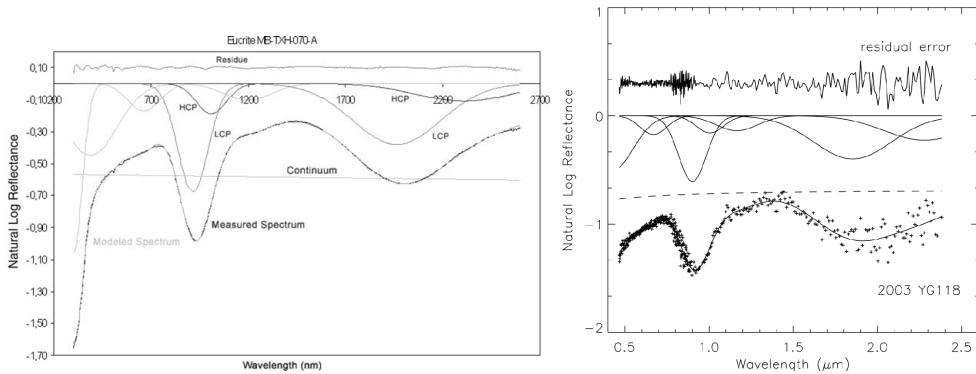 Eucrite MB-TXH-070-A
Residue
0,10
-0,10
-0,30
-0,50
-0,70
-0,90
-1,10
-1,30
-1,50
-1,70
200
700
1200
1700
2200
2700
HCP
HCP
LCP
LCP
Continuum
Measured Spectrum
Modeled Spectrum
Natural Log Reflectance
Wavelength (nm)
1
0
-1
-2
residual error
Natural Log Reflectance
2003 YG118
0.5
1.0
1.5
2.0
2.5
Wavelength (μm)